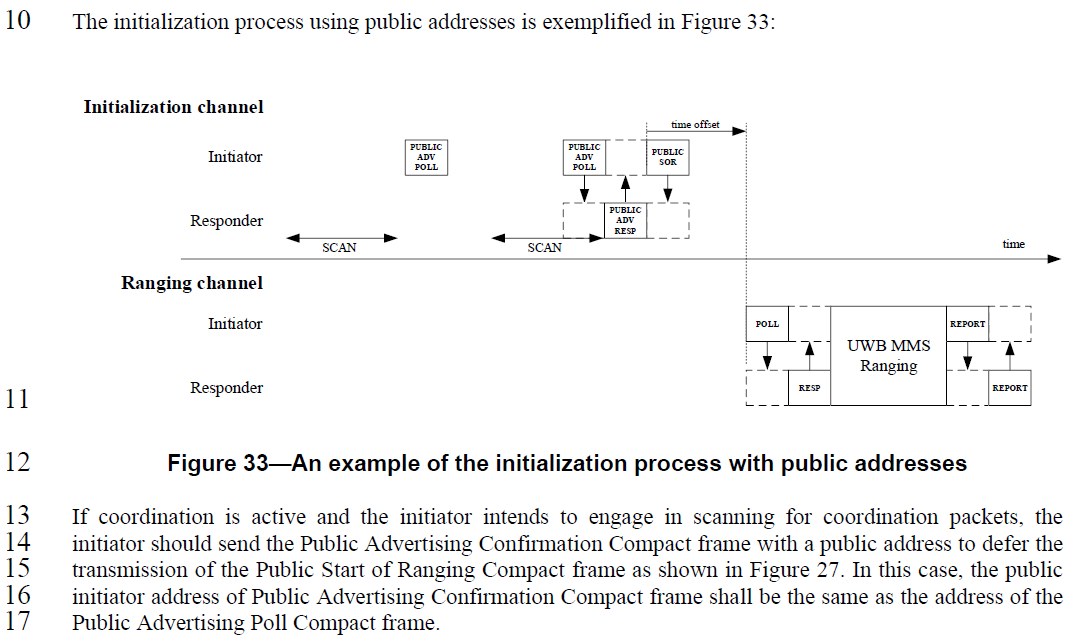 10 The initialization process using public addresses is exemplified in Figure 33:
Initialization channel
time offset
Initiator
PUBLIC
ADV
POLL
PUBLIC
ADV
POLL
PUBLIC
SOR
Responder
PUBLIC
ADV
RESP
SCAN
SCAN
time
Ranging channel
Initiator
POLL
UWB MMS
Ranging
REPORT
Responder
RESP
REPORT
11
12 Figure 33—An example of the initialization process with public addresses
13 If coordination is active and the initiator intends to engage in scanning for coordination packets, the
14 initiator should send the Public Advertising Confirmation Compact frame with a public address to defer the
15 transmission of the Public Start of Ranging Compact frame as shown in Figure 27. In this case, the public
16 initiator address of Public Advertising Confirmation Compact frame shall be the same as the address of the
17 Public Advertising Poll Compact frame.